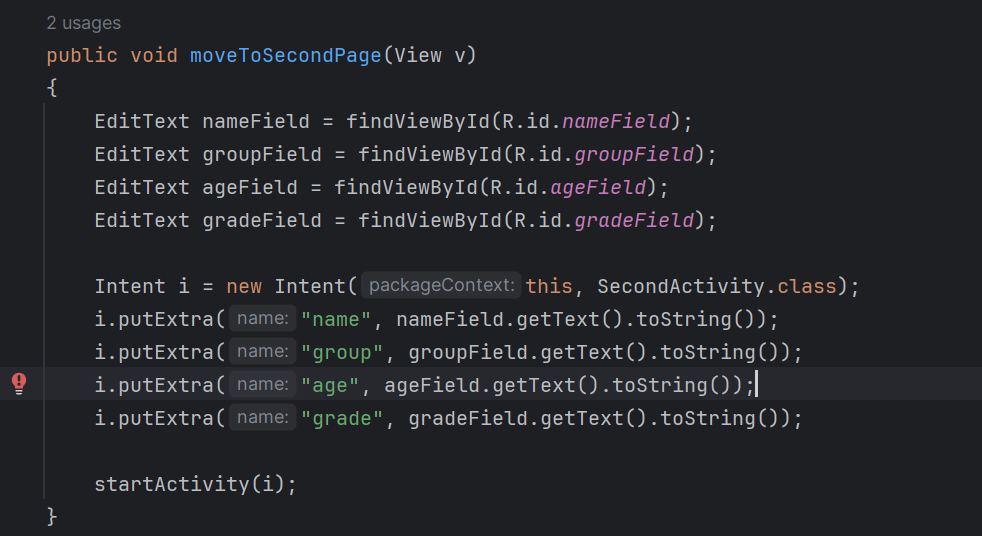 2 usages
public void moveToSecondPage(View v)
{
EditText nameField = findViewById(R.id.nameField);
EditText groupField = findViewById(R.id.groupField);
EditText ageField = findViewById(R.id.ageField);
EditText gradeField = findViewById(R.id.gradeField);
Intent i = new Intent( packageContext: this, SecondActivity.class);
i.putExtra( name: "name", nameField.getText().toString());
i.putExtra( name: "group", groupField.getText().toString());
i.putExtra( name: "age", ageField.getText().toString());
i.putExtra( name: "grade", gradeField.getText().toString());
startActivity(i);
}